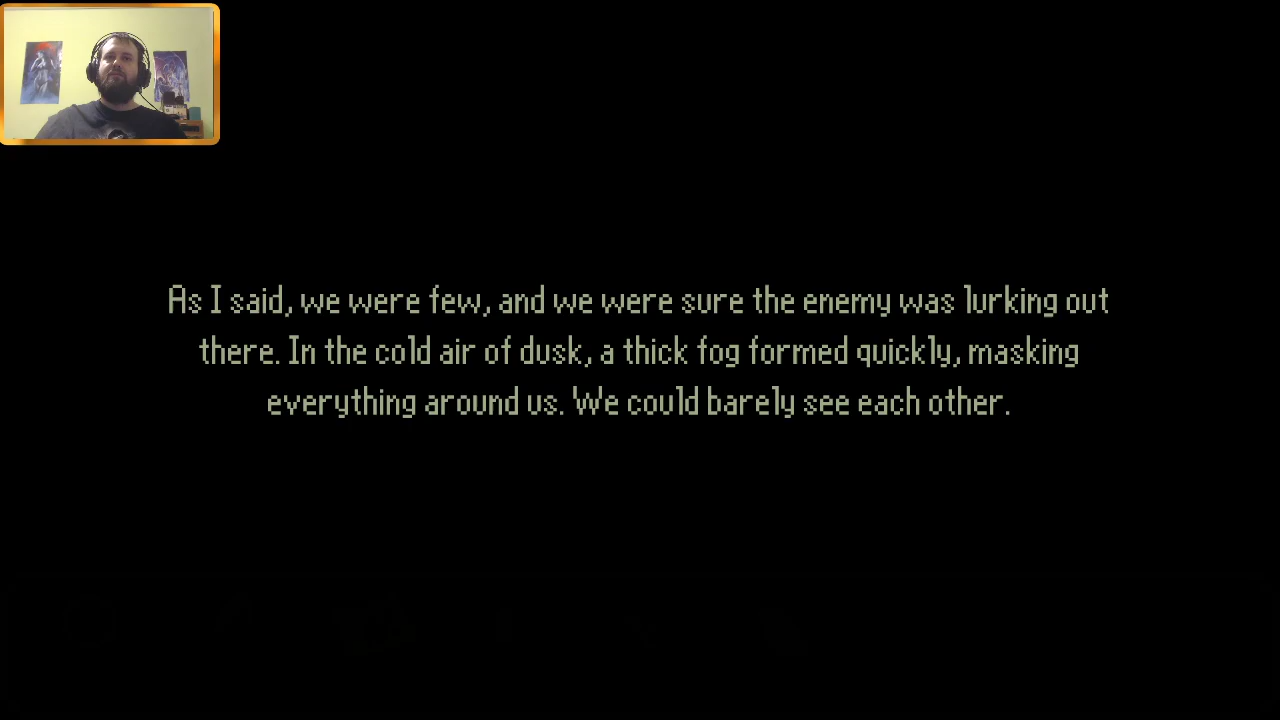 As I said, we were few, and we were sure the enemy was lurking out
there. In the cold air of dusk, a thick fog formed quickly, masking
everything around us. We could barely see each other.